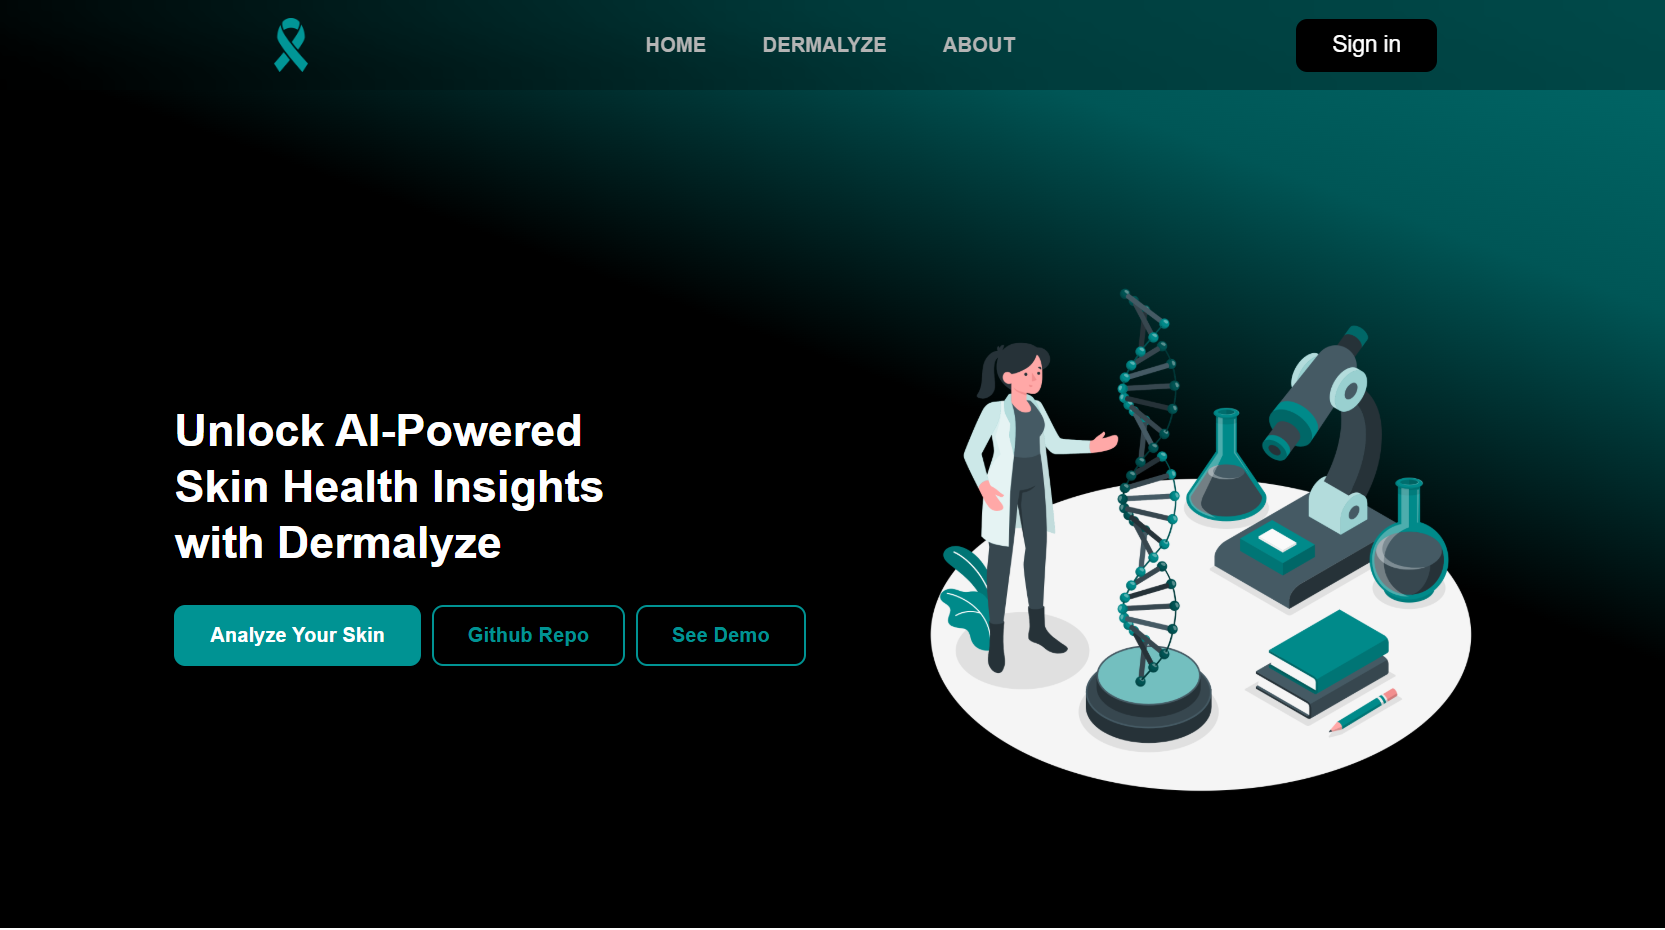 HOME DERMALYZE ABOUT Sign in
Unlock AI-Powered
Skin Health Insights
with Dermalyze
Analyze Your Skin Github Repo See Demo